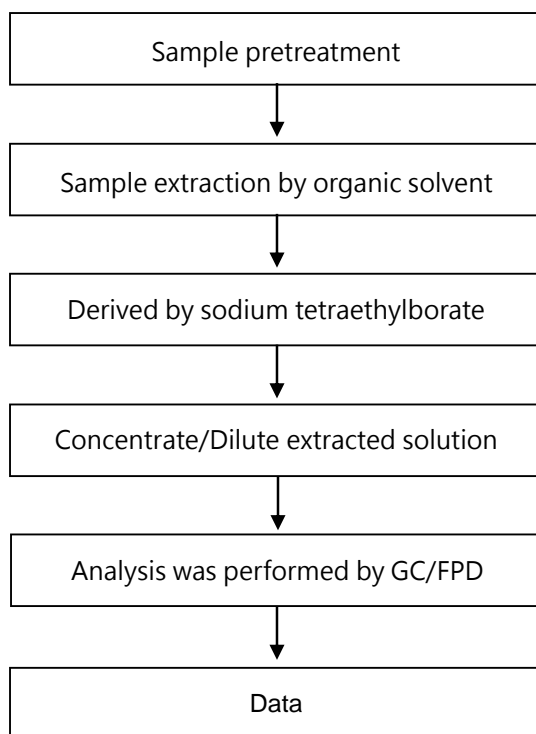 Sample pretreatment
Sample extraction by organic solvent
Derived by sodium tetraethylborate
Concentrate/Dilute extracted solution
Analysis was performed by GC/FPD
Data